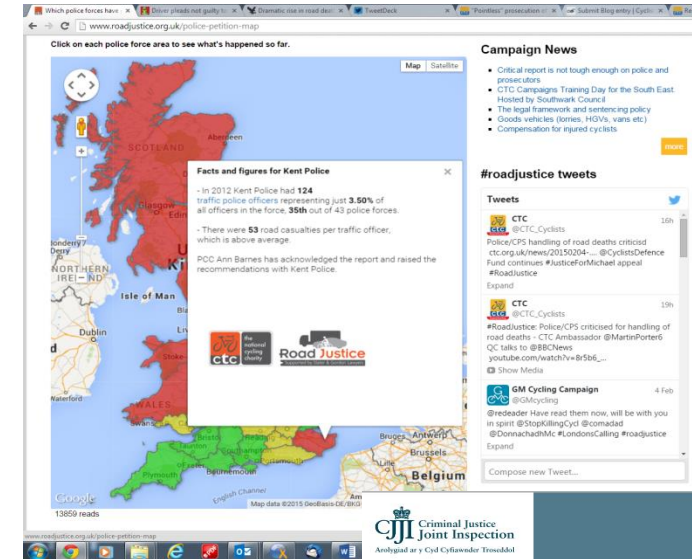 Which police forces have
Driver pleads not guilty to
Dramatic rise in road deat
TweetDeck
"Pointless" prosecution of
Submit Blog entry | Cyclin
www.roadjustice.org.uk/police-petition-map
Click on each police force area to see what's happened so far.
Map
Satellite
Aberdeen
SCOTLAND
Glasgow
Edin
Londonderry/
Derry
NORTHERN
IRELAND
U
Ki
Isle of Man
Dublin
Waterford
Stoke
WALES
Swans
Bristol
Reading
Taunton
Exeter
Bournemouth
Plymouth
English Channel
Bruges
Antwerp
Brussels
Lille
Belgium
Google
Map data ©2015 GeoBasis-DE/BKG
Facts and figures for Kent Police
- In 2012 Kent Police had 124
traffic police officers representing just 3.50% of
all officers in the force, 35th out of 43 police forces.
- There were 53 road casualties per traffic officer,
which is above average.
PCC Ann Barnes has acknowledged the report and raised the
recommendations with Kent Police.
ctc
the
national
cycling
charity
Road Justice
13859 reads
www.roadjustice.org.uk/police-petition-map
Campaign News
Critical report is not tough enough on police and
prosecutors
CTC Campaigns Training Day for the South East.
Hosted by Southwark Council
The legal framework and sentencing policy
Goods vehicles (lorries, HGVs, vans etc)
Compensation for injured cyclists
more
#roadjustice tweets
Tweets
CTC
16h
@CTC_Cyclists
Police/CPS handling of road deaths criticisd
ctc.org.uk/news/20150204-... @CyclistsDefence
Fund continues #JusticeForMichael appeal
#RoadJustice
Expand
CTC
19h
@CTC_Cyclists
#RoadJustice: Police/CPS criticised for handling of
road deaths - CTC Ambassador @MartinPorter6
QC talks to @BBCNews
youtube.com/watch?v=8r5b6_...
Show Media
GM Cycling Campaign
4 Feb
@GMcycling
@redeader Have read them now, will be with you
in spirit @StopKillingCycl @comadad
@DonnachadhMc #LondonsCalling #roadjustice
Expand
Compose new Tweet...
CJJI
Criminal Justice
Joint Inspection
Arolygiad ar y Cyd Cyfiawnder Troseddol